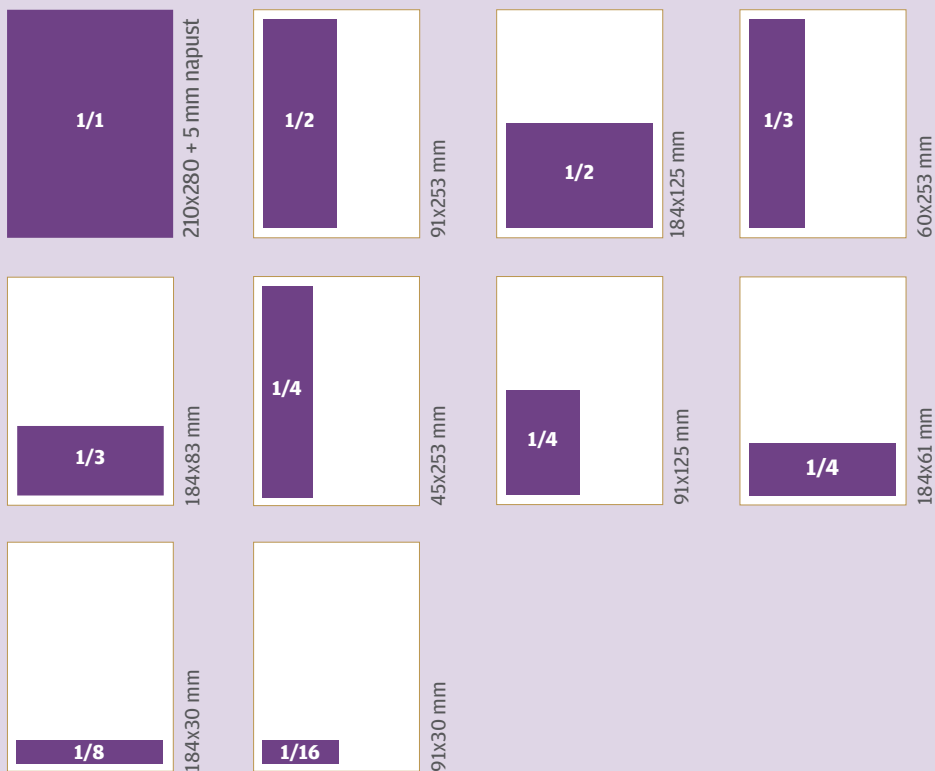 1/1
210x280 + 5 mm napust
1/2
91x253 mm
1/2
184x125 mm
1/3
60x253 mm
1/3
184x83 mm
1/4
45x253 mm
1/4
91x125 mm
1/4
184x61 mm
1/8
184x30 mm
1/16
91x30 mm